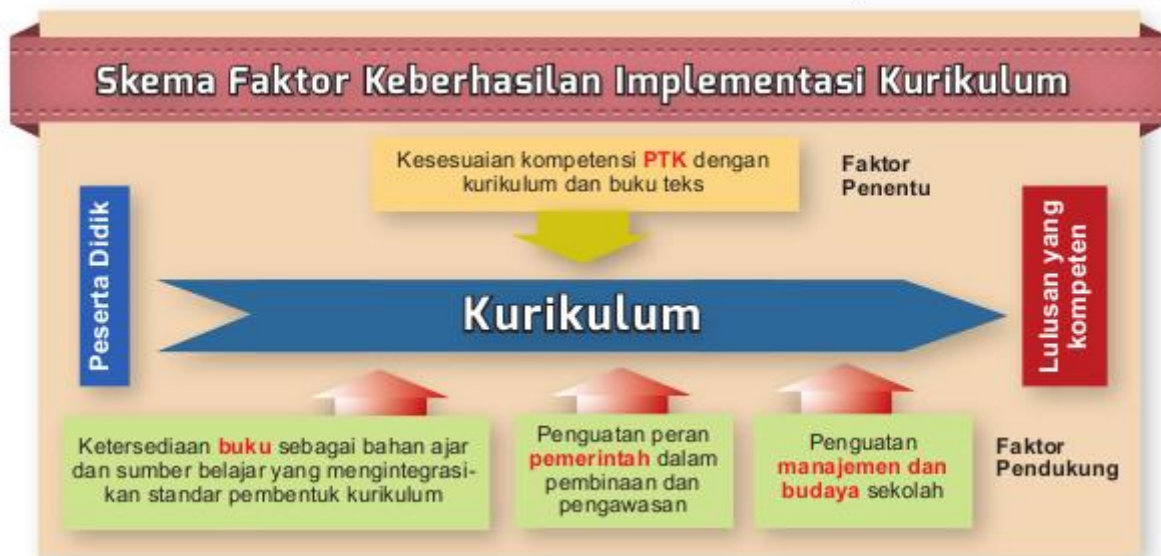 Skema Faktor Keberhasilan Implementasi Kurikulum
Kesesuaian kompetensi PTK dengan
kurikulum dan buku teks
Faktor
Penentu
Peserta Didik
Kurikulum
Lulusan yang
kompeten
Ketersediaan buku sebagai bahan ajar
dan sumber belajar yang mengintegrasi-
kan standar pembentuk kurikulum
Penguatan peran
pemerintah dalam
pembinaan dan
pengawasan
Penguatan
manajemen dan
budaya sekolah
Faktor
Pendukung